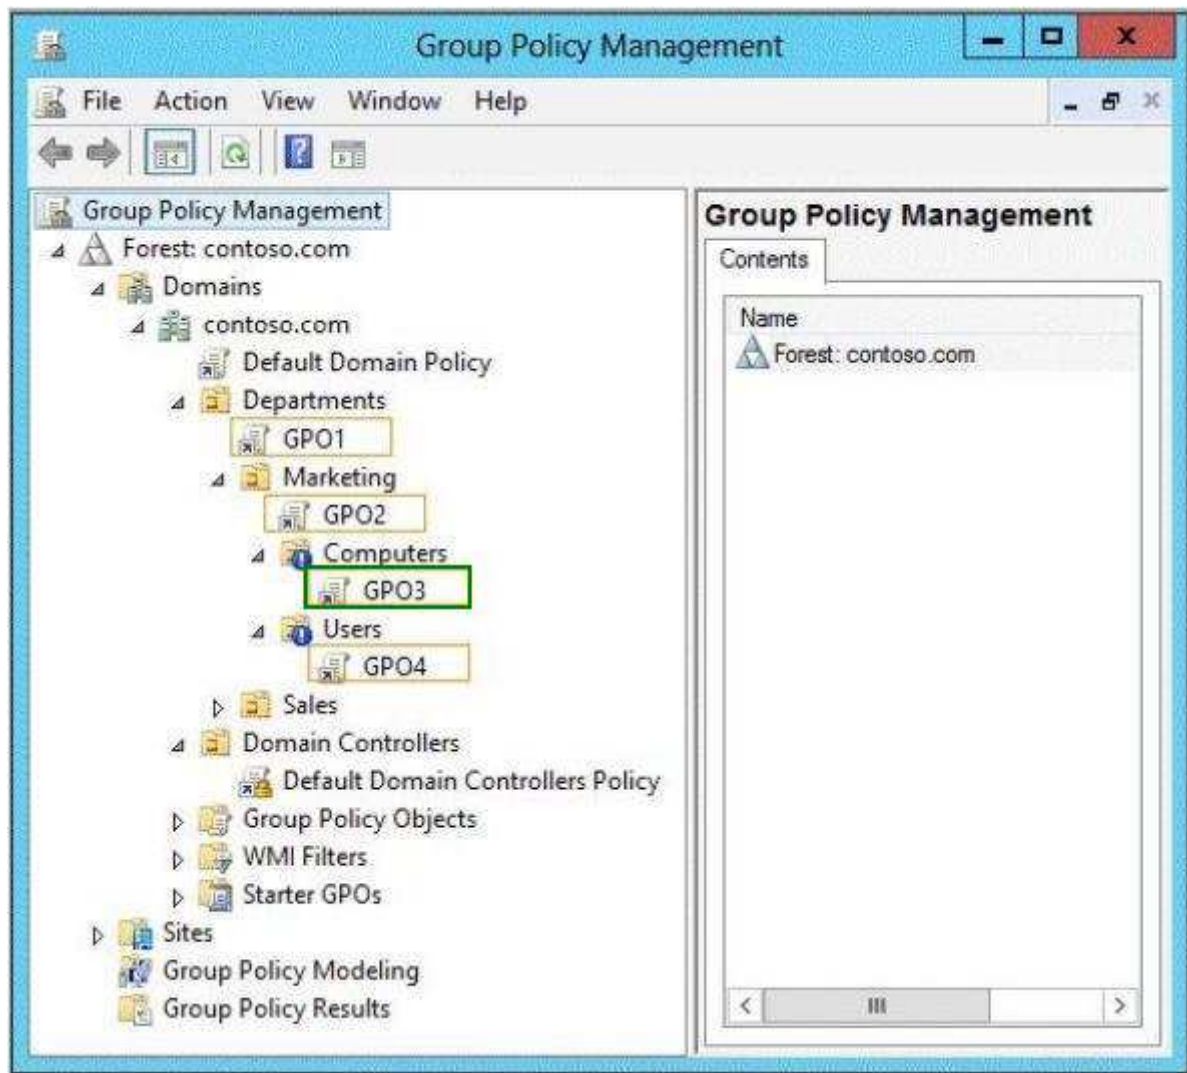 Group Policy Management
File Action View Window Help
Group Policy Management
Forest: contoso.com
Domains
contoso.com
Default Domain Policy
Departments
GPO1
Marketing
GPO2
Computers
GPO3
Users
GPO4
Sales
Domain Controllers
Default Domain Controllers Policy
Group Policy Objects
WMI Filters
Starter GPOs
Sites
Group Policy Modeling
Group Policy Results
Group Policy Management
Contents
Name
Forest: contoso.com